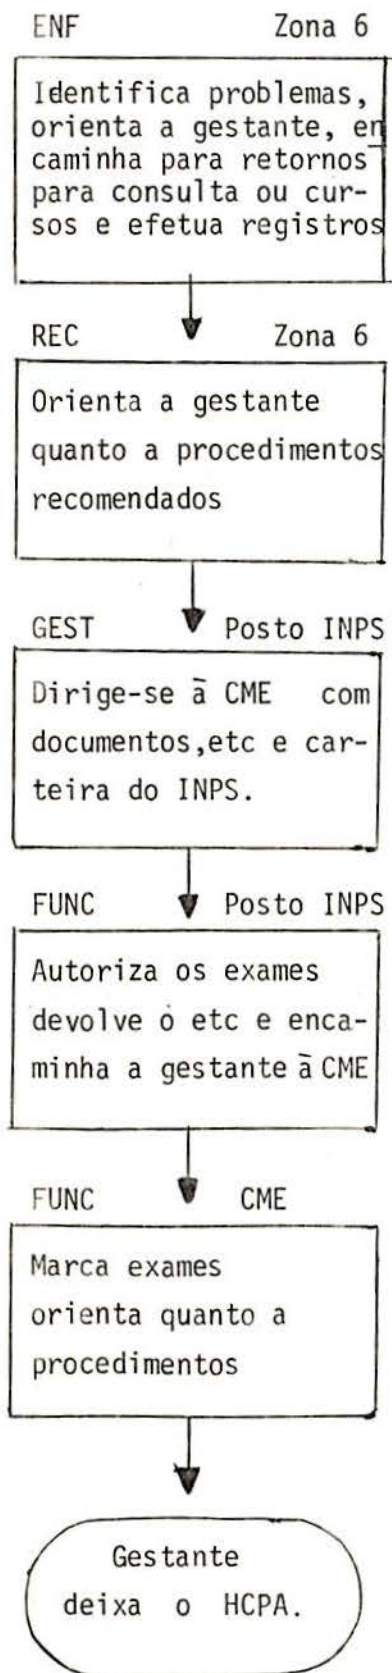 ENF Zona 6
Identifica problemas,
orienta a gestante, en
caminha para retornos
para consulta ou cur-
sos e efetua registros
REC Zona 6
Orienta a gestante
quanto a procedimentos
recomendados
GEST Posto INPS
Dirige-se à CME com
documentos,etc e car-
teira do INPS.
FUNC Posto INPS
Autoriza os exames
devolve o etc e enca-
minha a gestante à CME
FUNC CME
Marca exames
orienta quanto a
procedimentos
Gestante
deixa o HCPA.